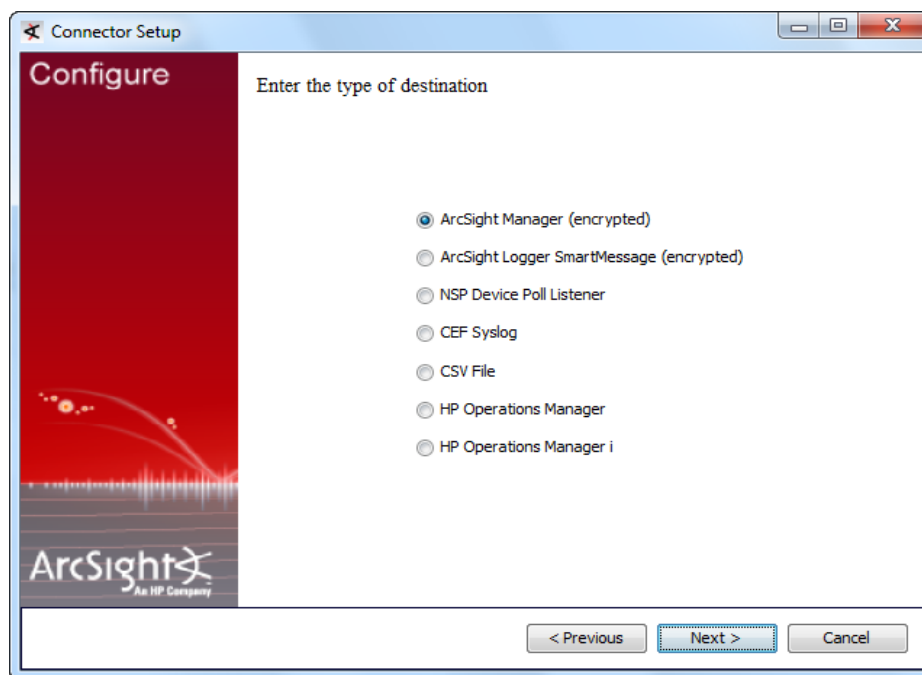 Connector Setup
Configure
Enter the type of destination
ArcSight Manager (encrypted)
ArcSight Logger SmartMessage (encrypted)
NSP Device Poll Listener
CEF Syslog
CSV File
HP Operations Manager
HP Operations Manager i
ArcSight
An HP Company
< Previous
Next >
Cancel